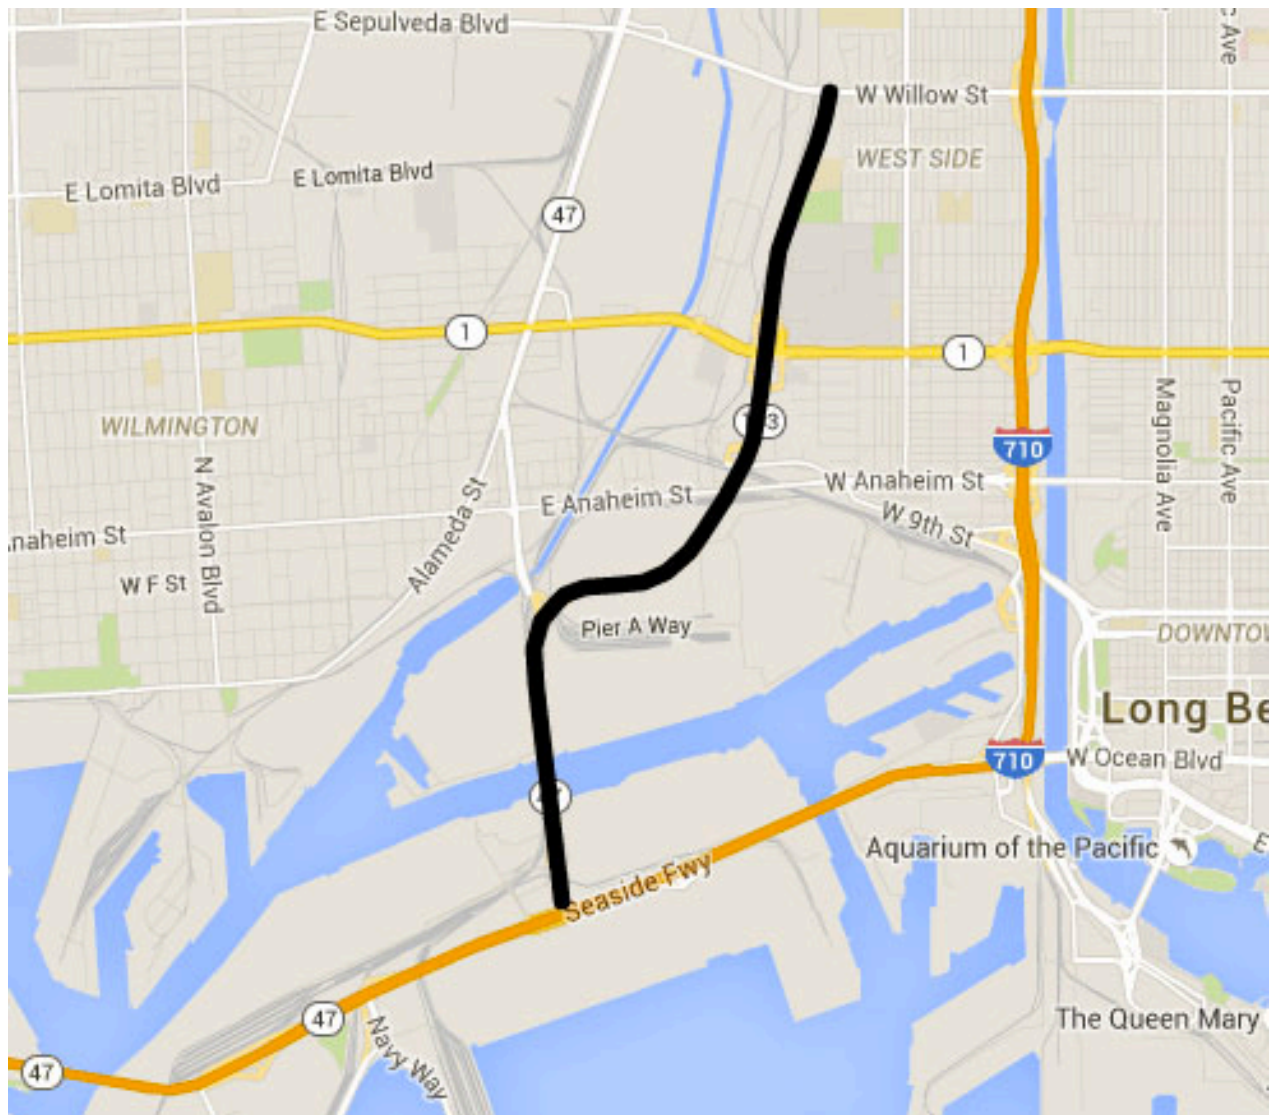 E Sepulveda Blvd
C Ave
W Willow St
WEST SIDE
E Lomita Blvd
E Lomita Blvd
47
1
1
WILMINGTON
Magnolia Ave
Pacific Ave
710
N Avalon Blvd
Alameda St
E Anaheim St
W Anaheim St
W 9th St
naheim St
W F St
Pier A Way
DOWNTOW
Long Be
710
W Ocean Blvd
Aquarium of the Pacific
E
Seaside Fwy
47
Navy Way
The Queen Mary
47